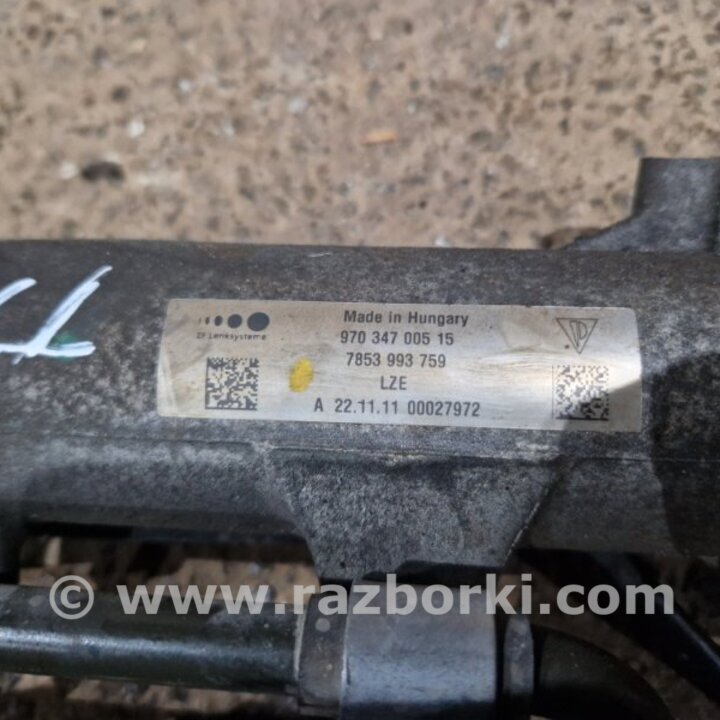 Made in Hungary
ZF Lenksysteme
970 347 005 15
7853 993 759
LZE
A 22.11.11 00027972
© www.razborki.com